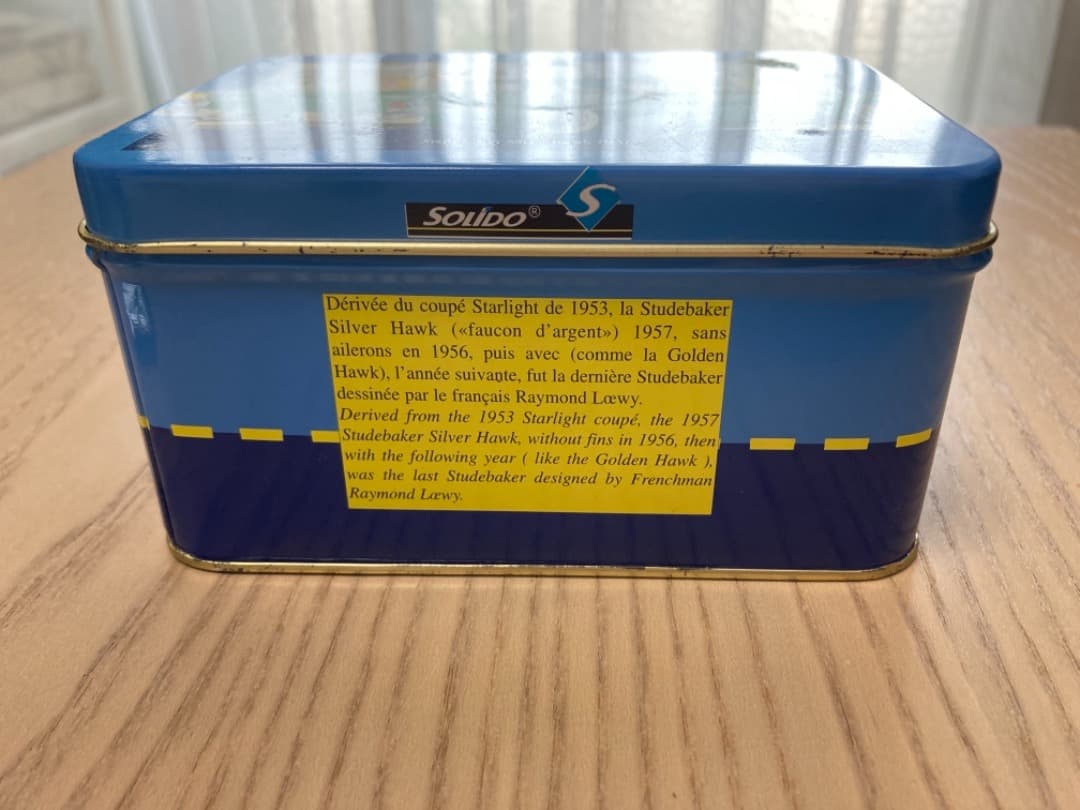 SOLIDO®
S
Dérivée du coupé Starlight de 1953, la Studebaker
Silver Hawk («faucon d'argent») 1957, sans
ailerons en 1956, puis avec (comme la Golden
Hawk), l'année suivante, fut la dernière Studebaker
dessinée par le français Raymond Lœwy.
Derived from the 1953 Starlight coupé, the 1957
Studebaker Silver Hawk, without fins in 1956, then
with the following year ( like the Golden Hawk ),
was the last Studebaker designed by Frenchman
Raymond Lœwy.